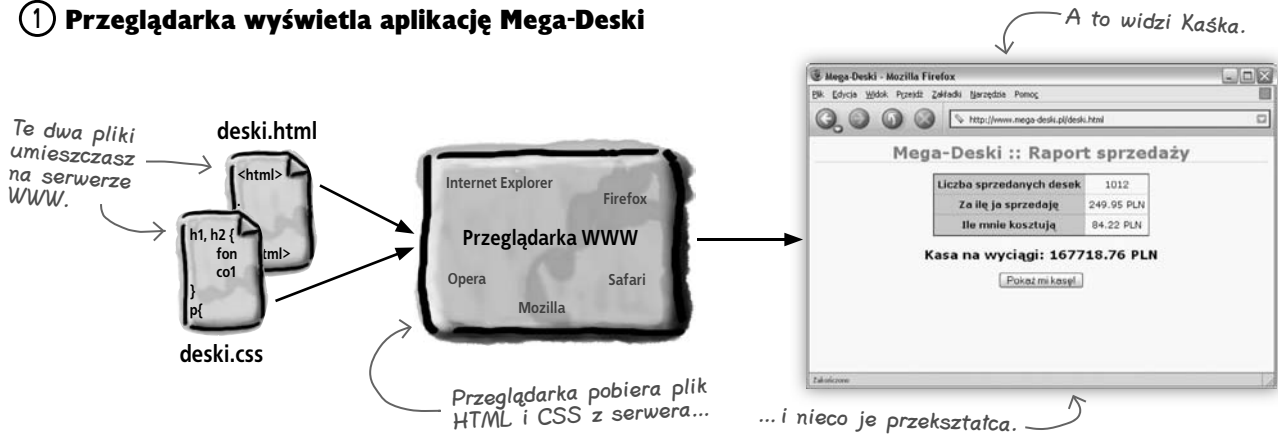 1 Przeglądarka wyświetla aplikację Mega-Deski
A to widzi Kaśka.
Te dwa pliki
umieszczasz
na serwerze
WWW.
deski.html
<html>
.
tml>
h1, h2 {
fon
co1
}
p{
deski.css
Internet Explorer
Firefox
Przeglądarka WWW
Opera
Safari
Mozilla
Przeglądarka pobiera plik
HTML i CSS z serwera...
Mega-Deski - Mozilla Firefox
Plik Edycja Widok Przejdź Zakładki Narzędzia Pomoc
http://www.mega-deski.pl/deski.html
Mega-Deski :: Raport sprzedaży
Liczba sprzedanych desek 1012
Za ilę ja sprzedaję 249.95 PLN
Ile mnie kosztują 84.22 PLN
Kasa na wyciągi: 167718.76 PLN
Pokaż mi kasę!
Zakończono
...i nieco je przekształca.